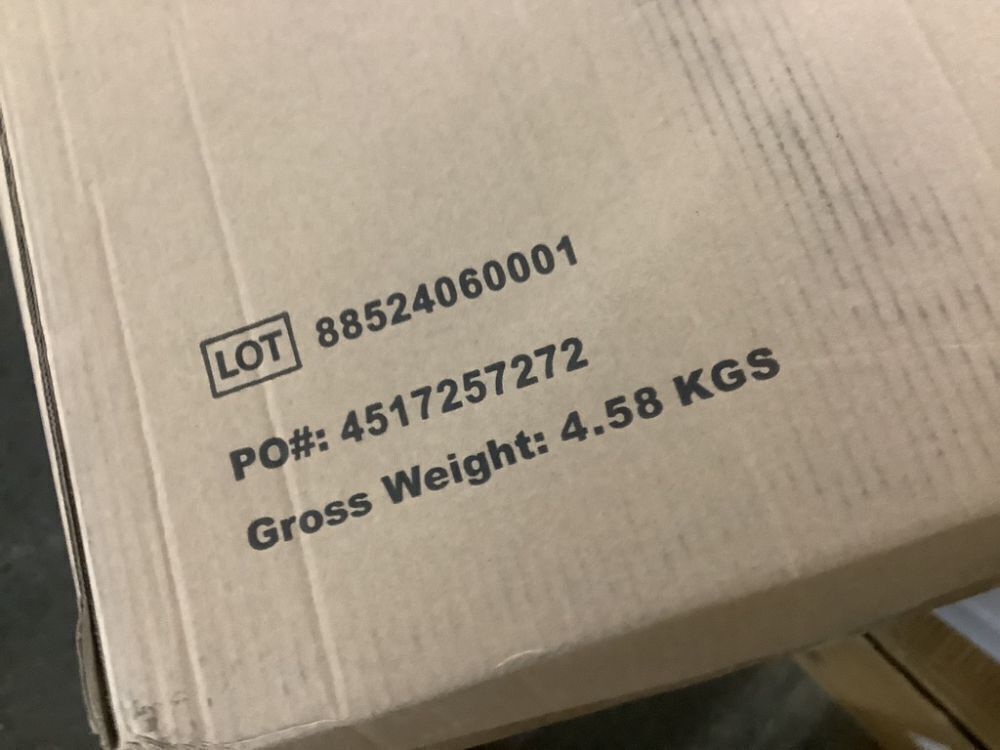 LOT 88524060001
PO#: 4517257272
Gross Weight: 4.58 KGS